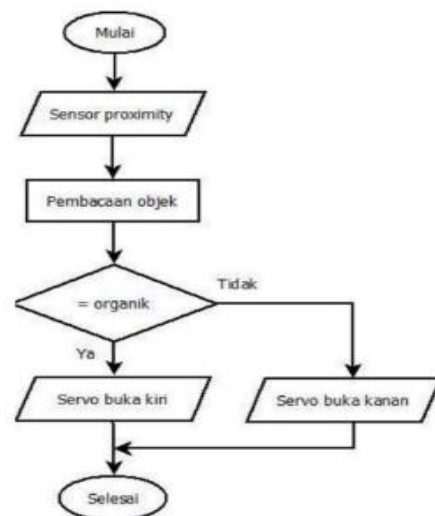 Mulai
Sensor proximity
Pembacaan objek
= organik
Tidak
Ya
Servo buka kiri
Servo buka kanan
Selesai